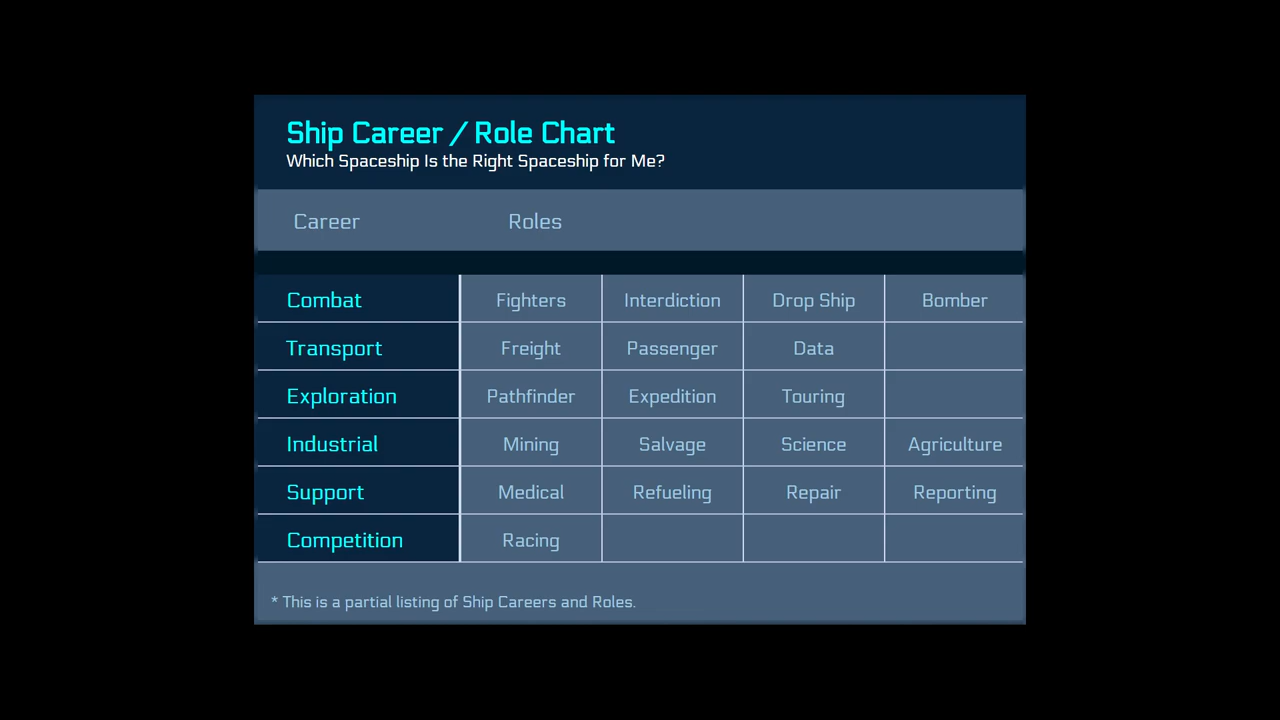 Ship Career / Role Chart
Which Spaceship Is the Right Spaceship for Me?
Career Roles
Combat Fighters Interdiction Drop Ship Bomber
Transport Freight Passenger Data
Exploration Pathfinder Expedition Touring
Industrial Mining Salvage Science Agriculture
Support Medical Refueling Repair Reporting
Competition Racing
* This is a partial listing of Ship Careers and Roles.